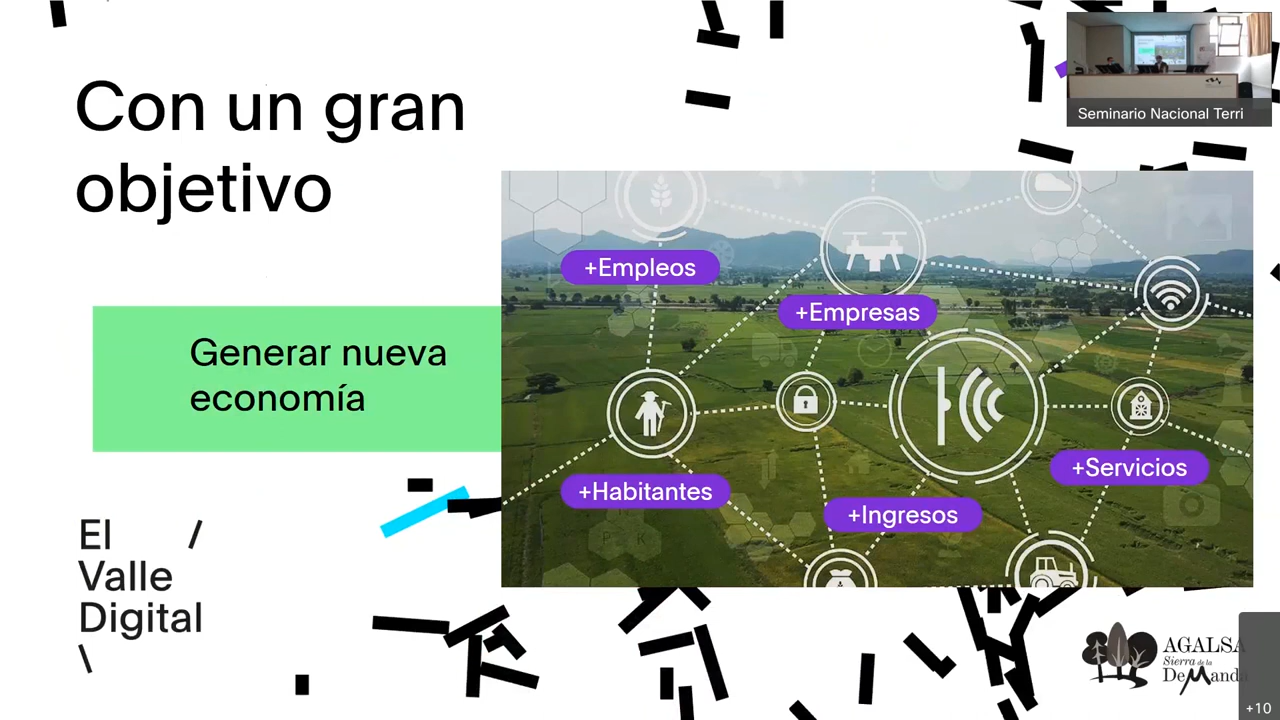 Con un gran
objetivo
Seminario Nacional Terri
Generar nueva
economía
+Empleos
+Empresas
+Habitantes
+Servicios
+Ingresos
El /
Valle
Digital
\
AGALSA
Sierra de la
DeManda
+10